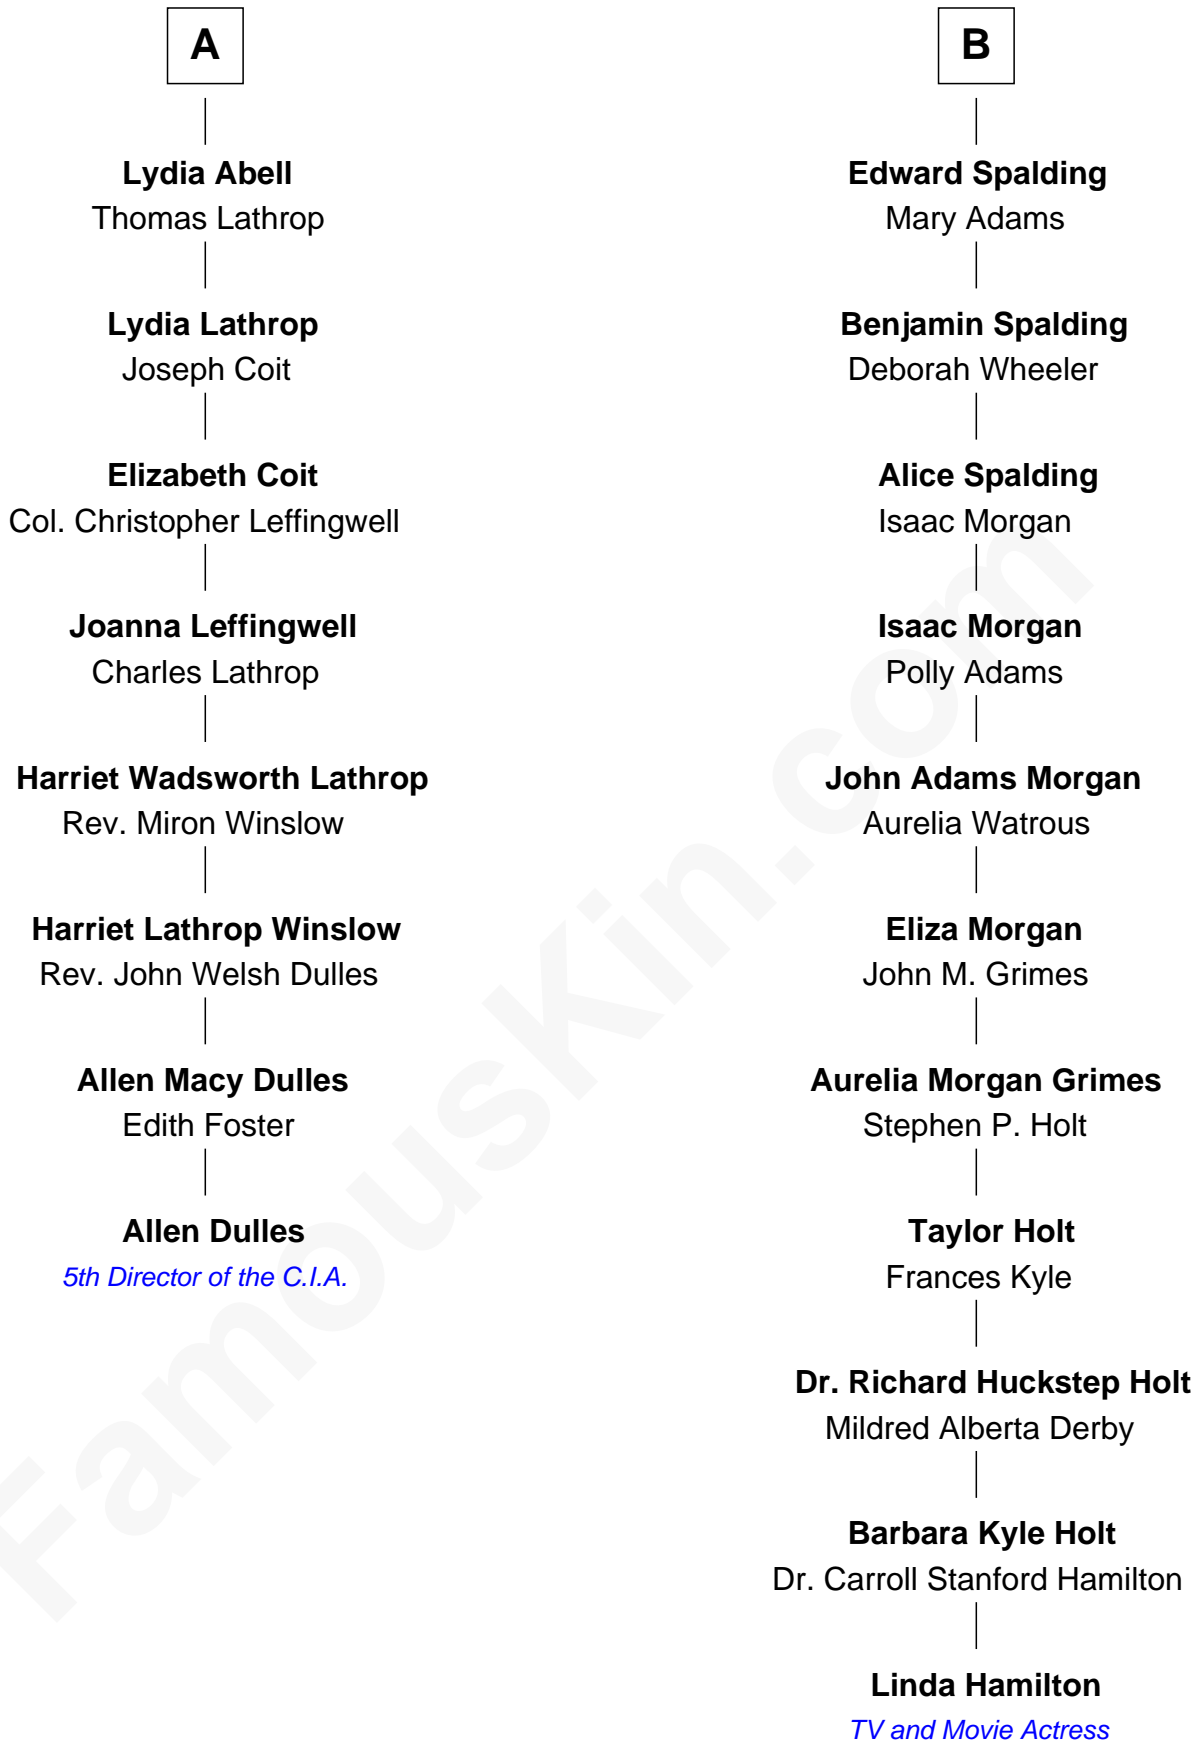 A
Lydia Abell
Thomas Lathrop
Lydia Lathrop
Joseph Coit
Elizabeth Coit
Col. Christopher Leffingwell
Joanna Leffingwell
Charles Lathrop
Harriet Wadsworth Lathrop
Rev. Miron Winslow
Harriet Lathrop Winslow
Rev. John Welsh Dulles
Allen Macy Dulles
Edith Foster
Allen Dulles
5th Director of the C.I.A.
B
Edward Spalding
Mary Adams
Benjamin Spalding
Deborah Wheeler
Alice Spalding
Isaac Morgan
Isaac Morgan
Polly Adams
John Adams Morgan
Aurelia Watrous
Eliza Morgan
John M. Grimes
Aurelia Morgan Grimes
Stephen P. Holt
Taylor Holt
Frances Kyle
Dr. Richard Huckstep Holt
Mildred Alberta Derby
Barbara Kyle Holt
Dr. Carroll Stanford Hamilton
Linda Hamilton
TV and Movie Actress
FamousKin.com